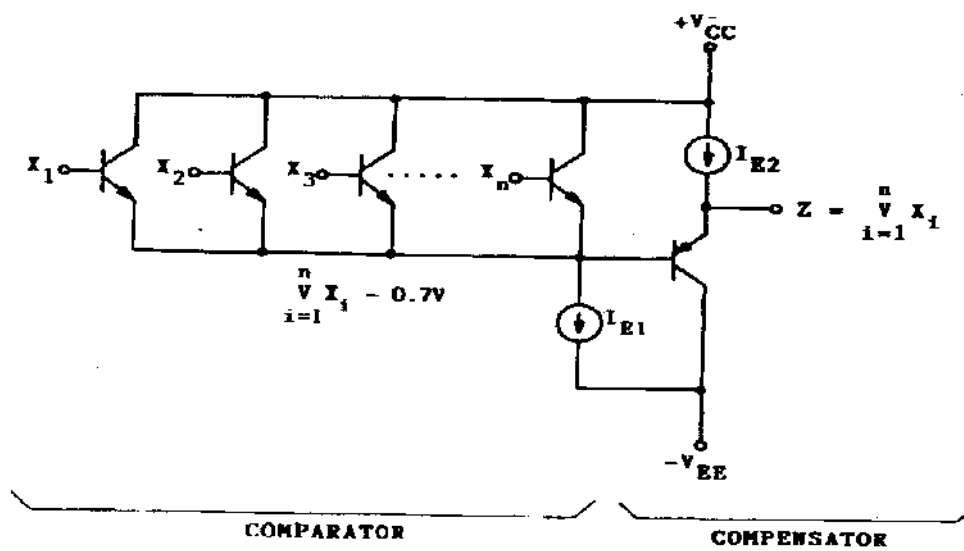 +V_CC
X_1
X_2
X_3
.....
X_n
I_E2
Z = n V i=1 X_i
n V i=1 X_i - 0.7V
I_E1
-V_EE
COMPARATOR
COMPENSATOR